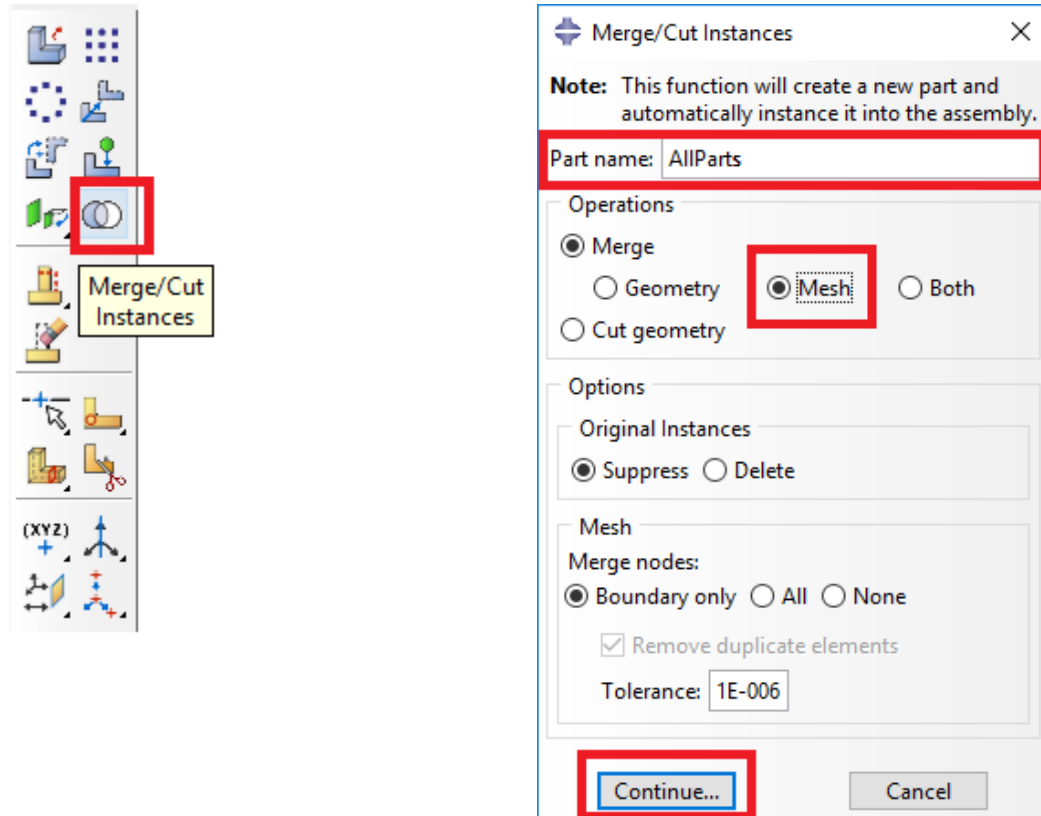 (XYZ)
Merge/Cut
Instances
Merge/Cut Instances
Note: This function will create a new part and
automatically instance it into the assembly.
Part name: AllParts
Operations
Merge
Geometry Mesh Both
Cut geometry
Options
Original Instances
Suppress Delete
Mesh
Merge nodes:
Boundary only All None
Remove duplicate elements
Tolerance: 1E-006
Continue... Cancel